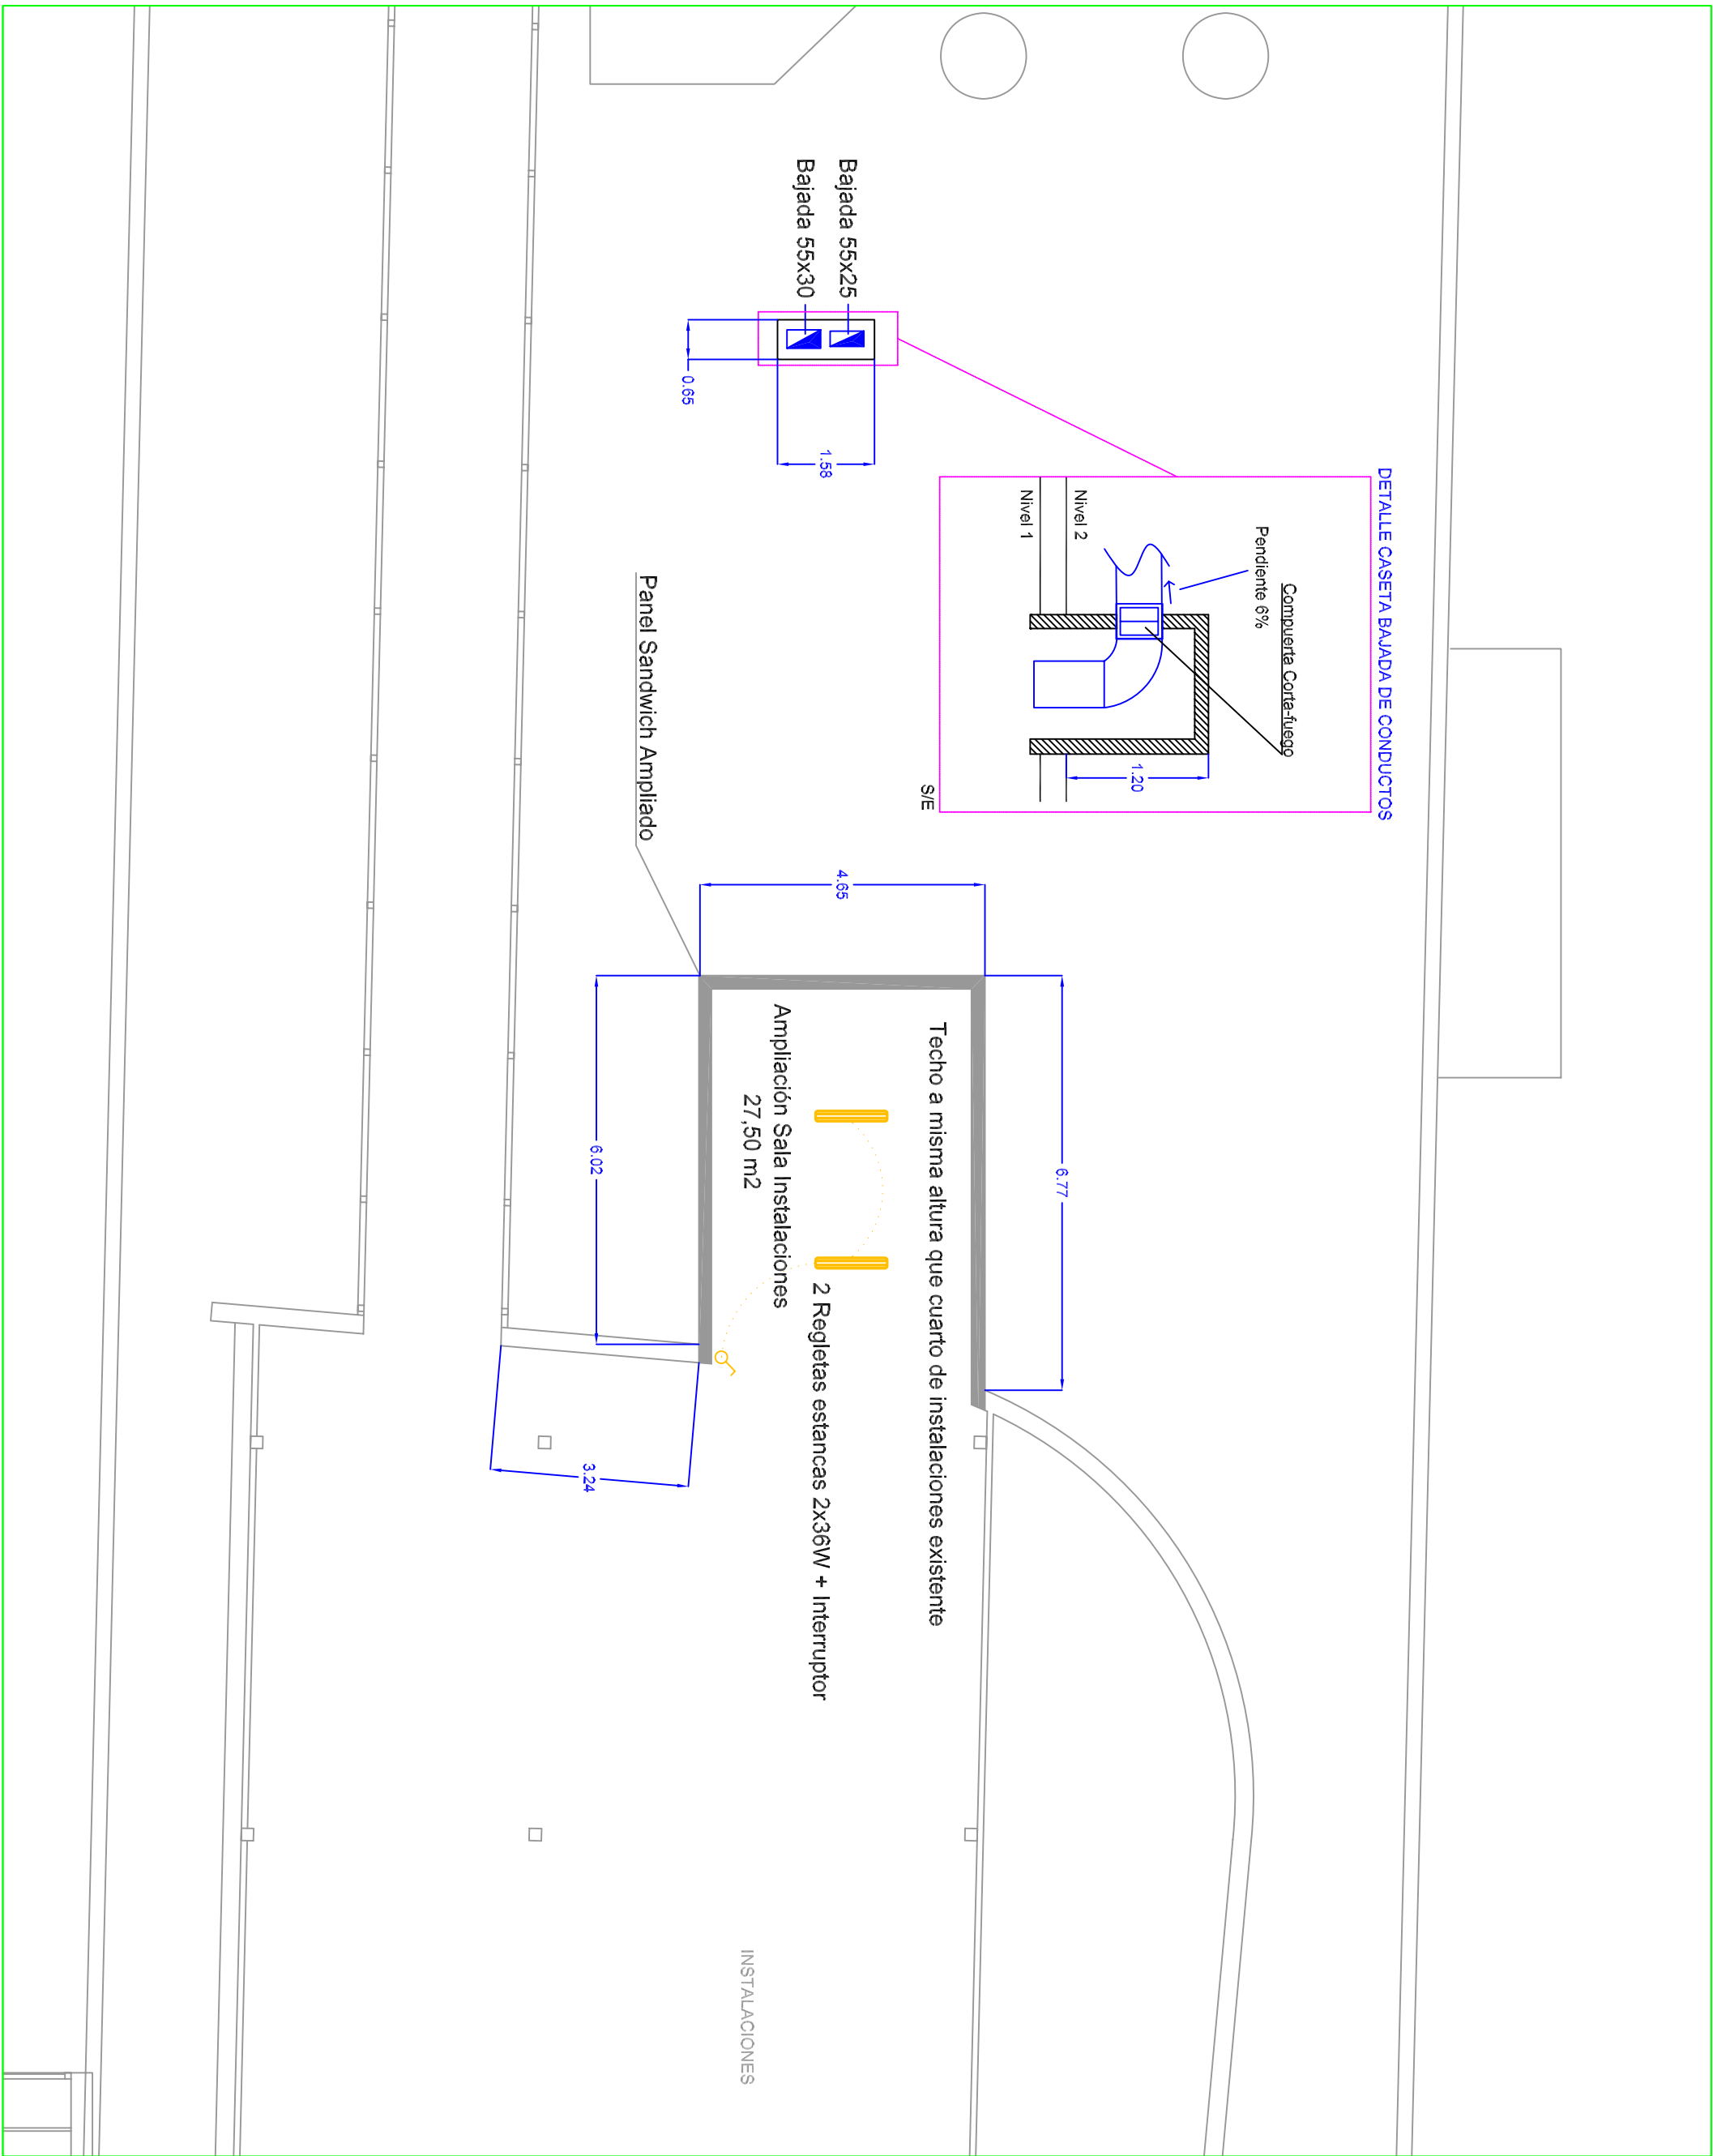 DETALLE CASETA BAJADA DE CONDUCTOS
Compuerta Corta-fuego
Pendiente 6%
Nivel 2
Nivel 1
1.20
S/E
Bajada 55x25
Bajada 55x30
1.58
0.65
Panel Sandwich Ampliado
4.65
6.77
Techo a misma altura que cuarto de instalaciones existente
2 Regletas estancas 2x36W + Interruptor
Ampliación Sala Instalaciones
27,50 m2
6.02
3.24
INSTALACIONES